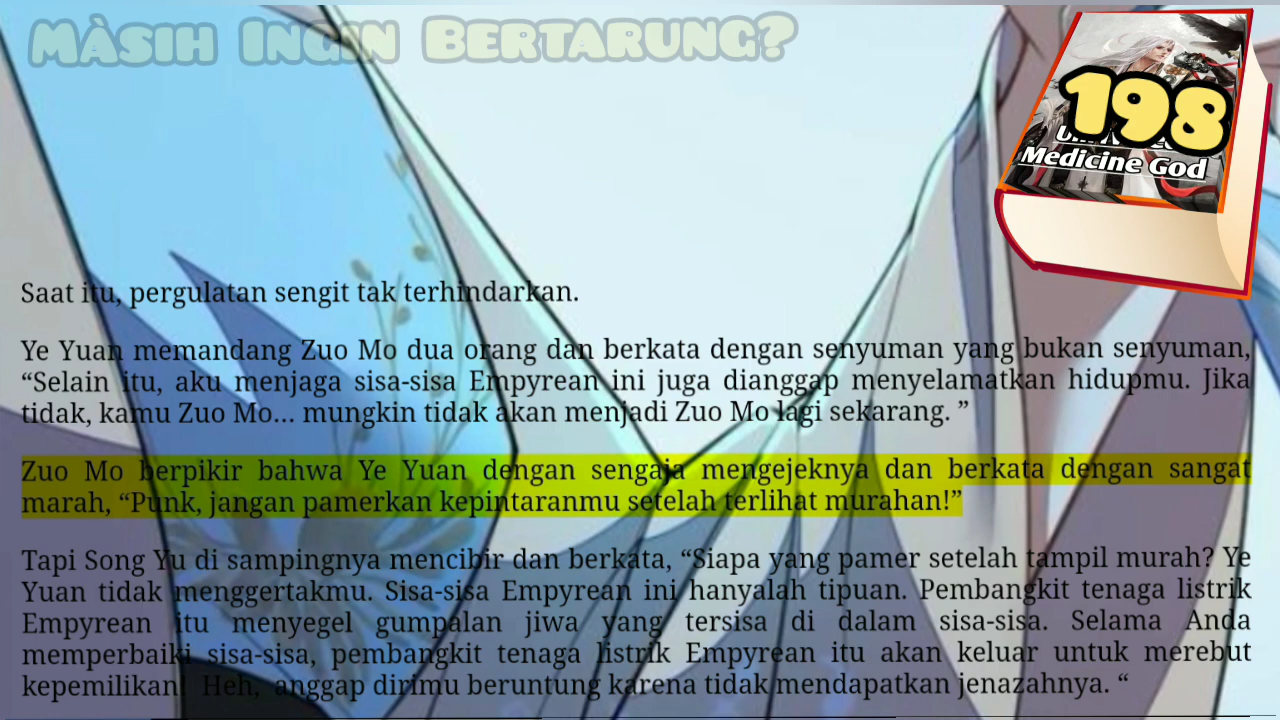 Màsih Ingin Bertarung?
198
Medicine God
Saat itu, pergulatan sengit tak terhindarkan.
Ye Yuan memandang Zuo Mo dua orang dan berkata dengan senyuman yang bukan senyuman,
“Selain itu, aku menjaga sisa-sisa Empyrean ini juga dianggap menyelamatkan hidupmu. Jika
tidak, kamu Zuo Mo... mungkin tidak akan menjadi Zuo Mo lagi sekarang. ”
Zuo Mo berpikir bahwa Ye Yuan dengan sengaja mengejeknya dan berkata dengan sangat
marah, “Punk, jangan pamerkan kepintaranmu setelah terlihat murahan!”
Tapi Song Yu di sampingnya mencibir dan berkata, “Siapa yang pamer setelah tampil murah? Ye
Yuan tidak menggertakmu. Sisa-sisa Empyrean ini hanyalah tipuan. Pembangkit tenaga listrik
Empyrean itu menyegel gumpalan jiwa yang tersisa di dalam sisa-sisa. Selama Anda
memperbaiki sisa-sisa, pembangkit tenaga listrik Empyrean itu akan keluar untuk merebut
kepemilikan! Heh, anggap dirimu beruntung karena tidak mendapatkan jenazahnya. “